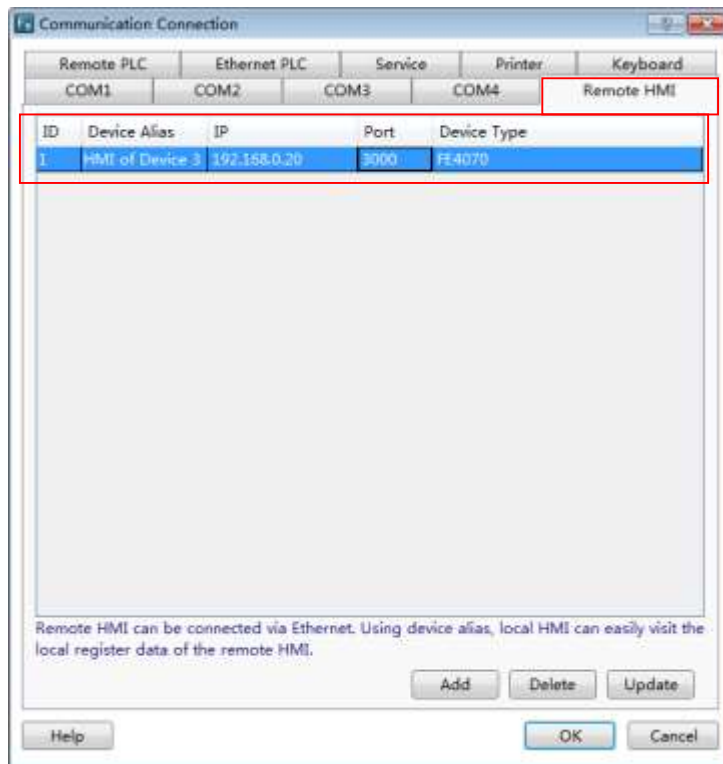 Communication Connection
Remote PLC Ethernet PLC Service Printer Keyboard
COM1 COM2 COM3 COM4 Remote HMI
ID Device Alias IP Port Device Type
1 HMI of Device 3 192.168.0.20 3000 FE4070
Remote HMI can be connected via Ethernet. Using device alias, local HMI can easily visit the
local register data of the remote HMI.
Add Delete Update
Help OK Cancel